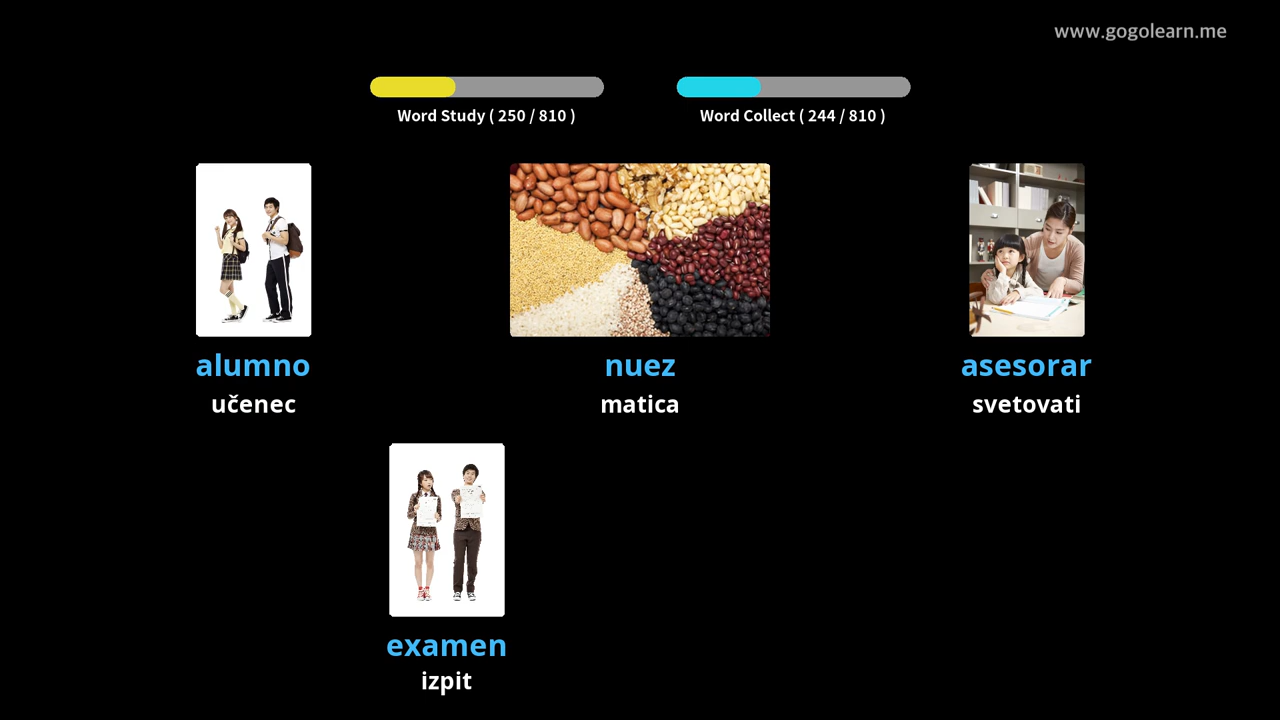 www.gogolearn.me
Word Study ( 250 / 810 )
Word Collect ( 244 / 810 )
alumno
učenec
nuez
matica
asesorar
svetovati
examen
izpit